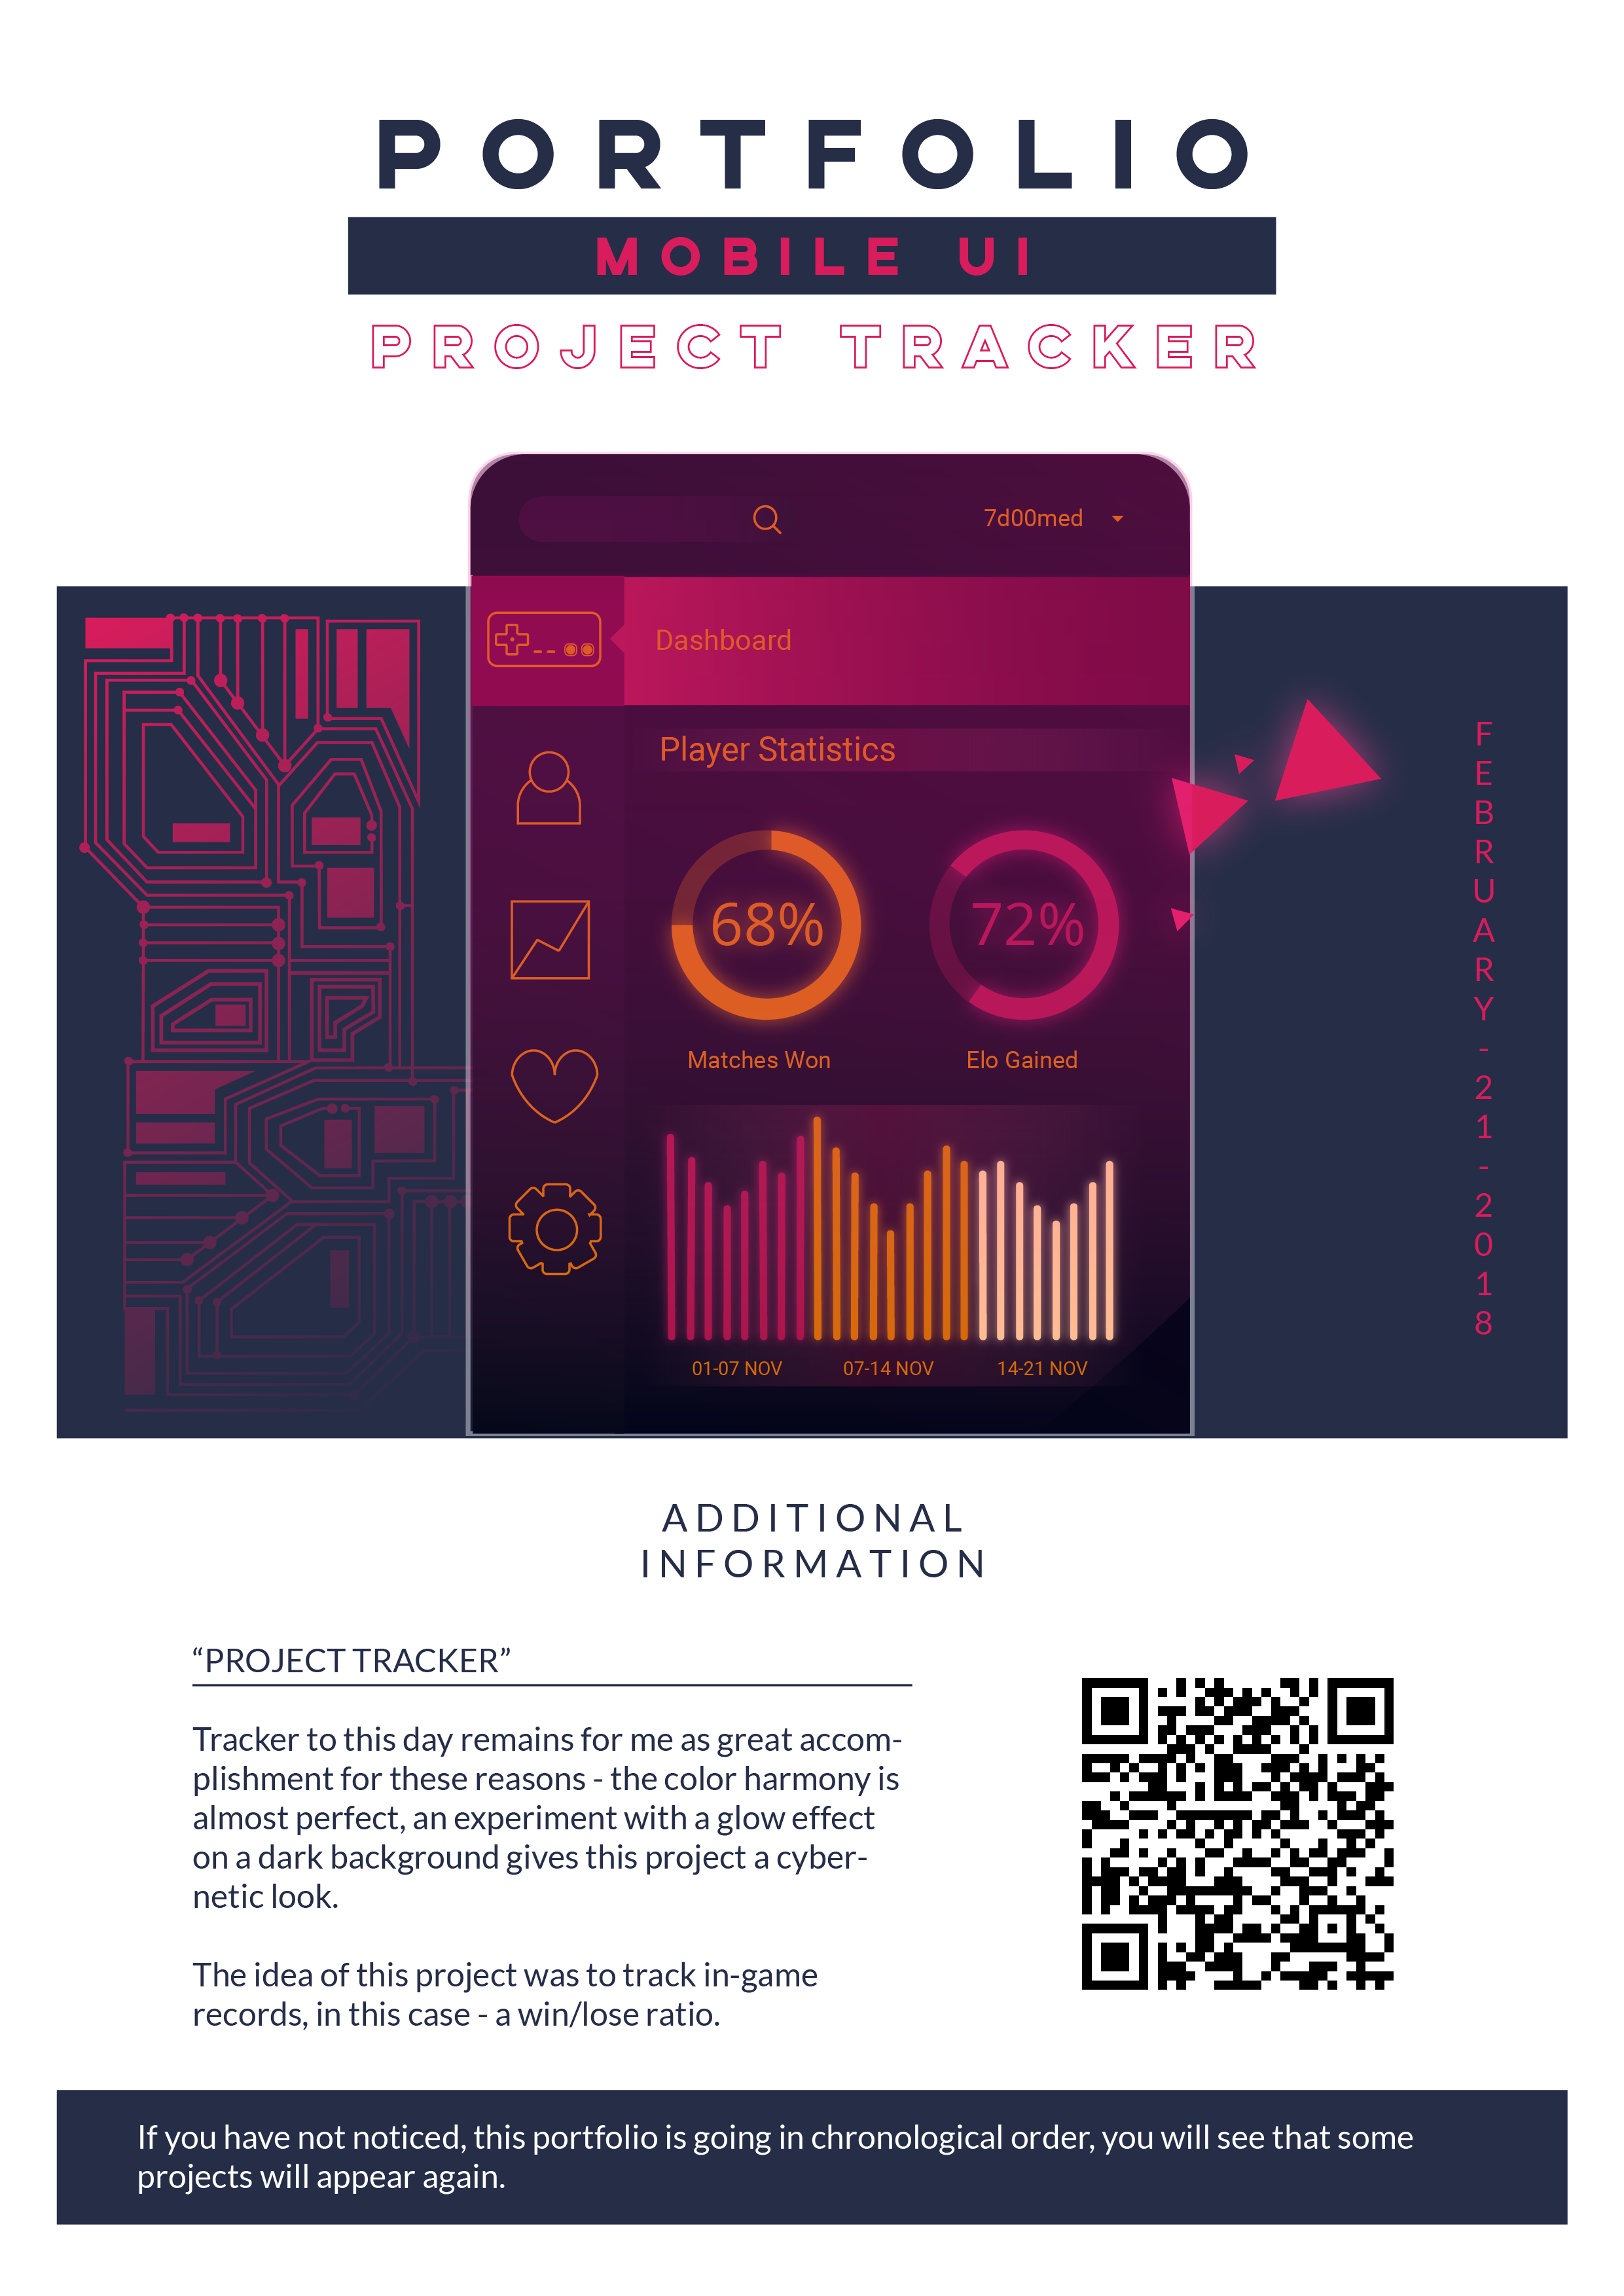 PORTFOLIO
MOBILE UI
PROJECT TRACKER
7d00med
Dashboard
Player Statistics
68%
72%
Matches Won
Elo Gained
01-07 NOV
07-14 NOV
14-21 NOV
FEBRUARY-21-2018
ADDITIONAL
INFORMATION
“PROJECT TRACKER”
Tracker to this day remains for me as great accom-
plishment for these reasons - the color harmony is
almost perfect, an experiment with a glow effect
on a dark background gives this project a cyber-
netic look.
The idea of this project was to track in-game
records, in this case - a win/lose ratio.
If you have not noticed, this portfolio is going in chronological order, you will see that some
projects will appear again.